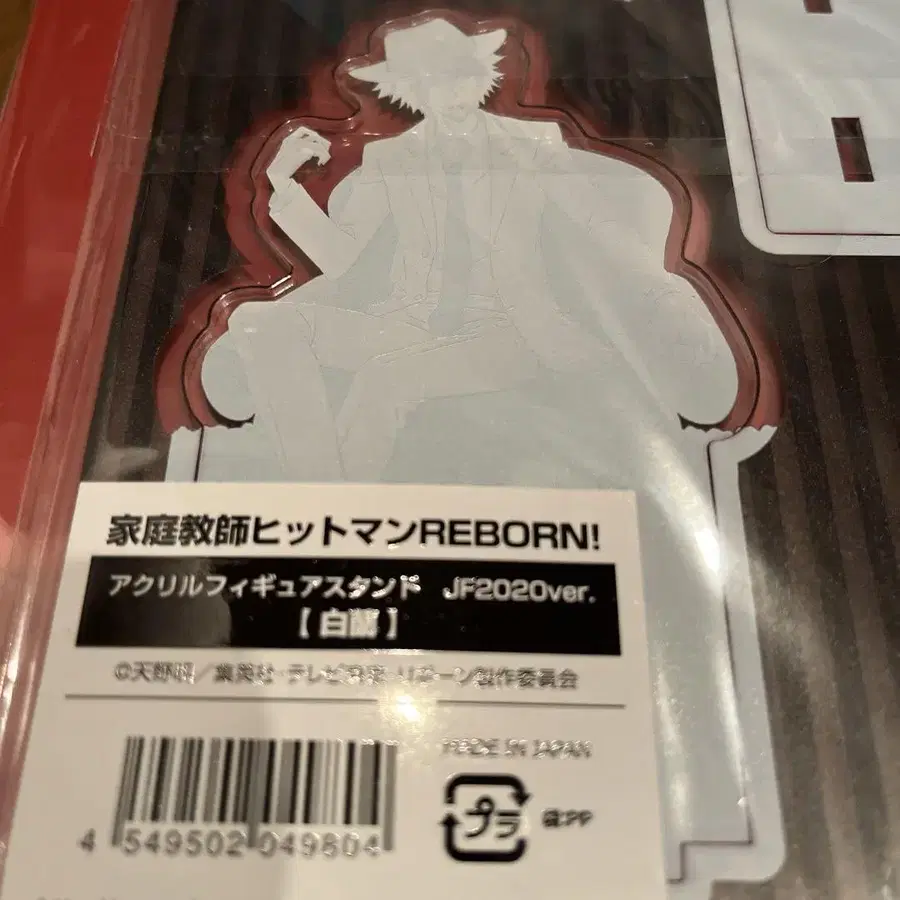 家庭教師ヒットマンREBORN!
アクリルフィギュアスタンド JF2020ver.
【白蘭】
©天野明／集英社・テレビ東京・リボーン製作委員会
MADE IN JAPAN
プラ
袋:PP
4 549502 049804